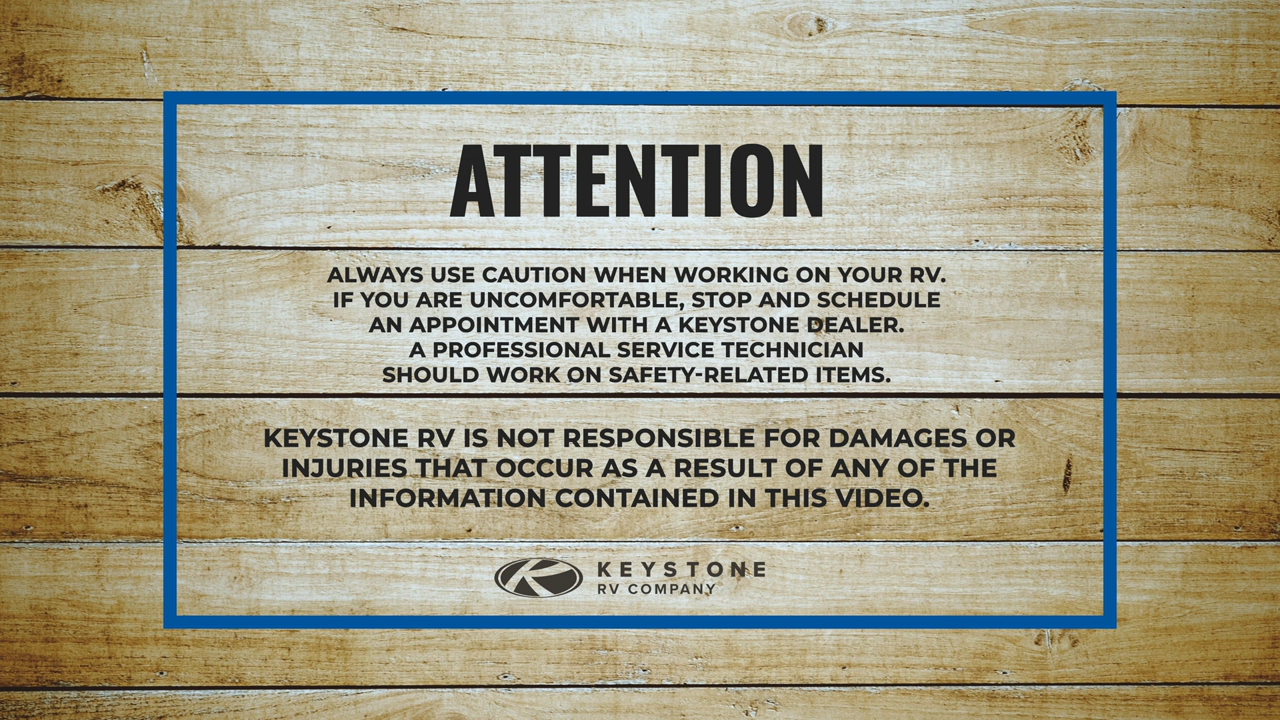 ATTENTION
ALWAYS USE CAUTION WHEN WORKING ON YOUR RV.
IF YOU ARE UNCOMFORTABLE, STOP AND SCHEDULE
AN APPOINTMENT WITH A KEYSTONE DEALER.
A PROFESSIONAL SERVICE TECHNICIAN
SHOULD WORK ON SAFETY-RELATED ITEMS.
KEYSTONE RV IS NOT RESPONSIBLE FOR DAMAGES OR
INJURIES THAT OCCUR AS A RESULT OF ANY OF THE
INFORMATION CONTAINED IN THIS VIDEO.
KEYSTONE
RV COMPANY